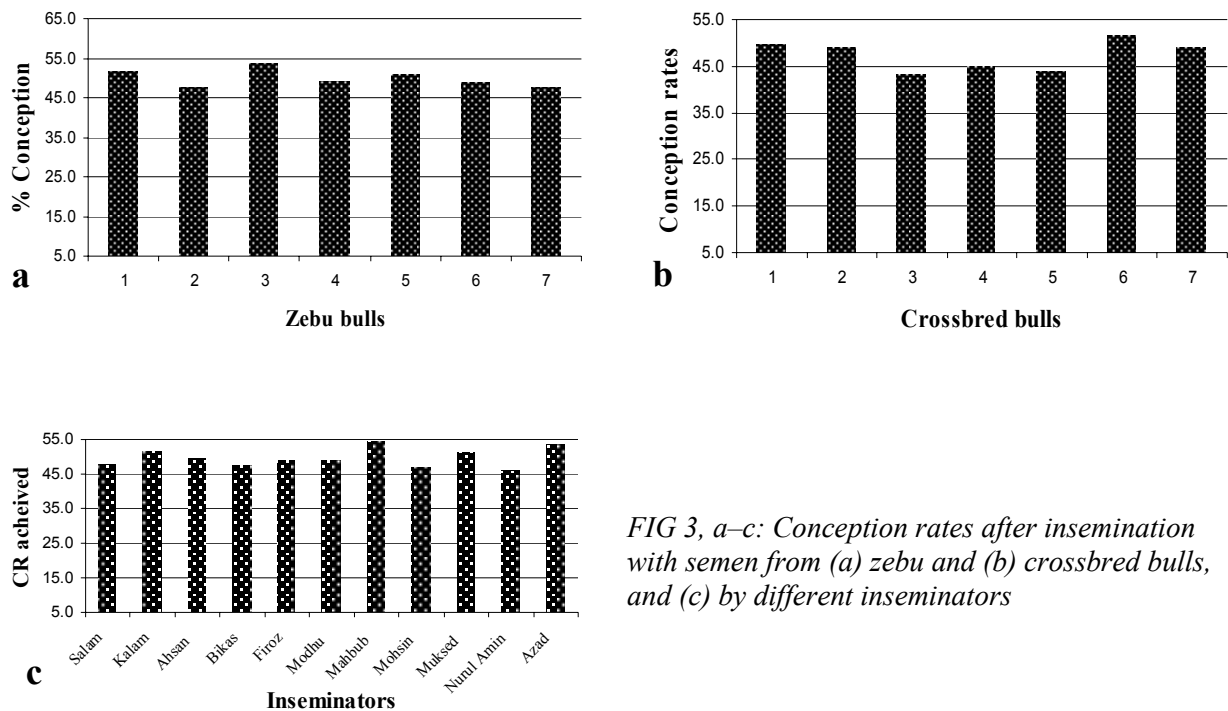 65.0
55.0
45.0
35.0
25.0
15.0
5.0
% Conception
1 2 3 4 5 6 7
Zebu bulls
a
55.0
45.0
35.0
25.0
15.0
5.0
Conception rates
1 2 3 4 5 6 7
Crossbred bulls
b
55.0
45.0
35.0
25.0
15.0
5.0
CR acheived
Salam Kalam Ahsan Bikas Firoz Modhu Mahbub Mohsin Muksed Nurul Amin Azad
Inseminators
c
FIG 3, a–c: Conception rates after insemination
with semen from (a) zebu and (b) crossbred bulls,
and (c) by different inseminators